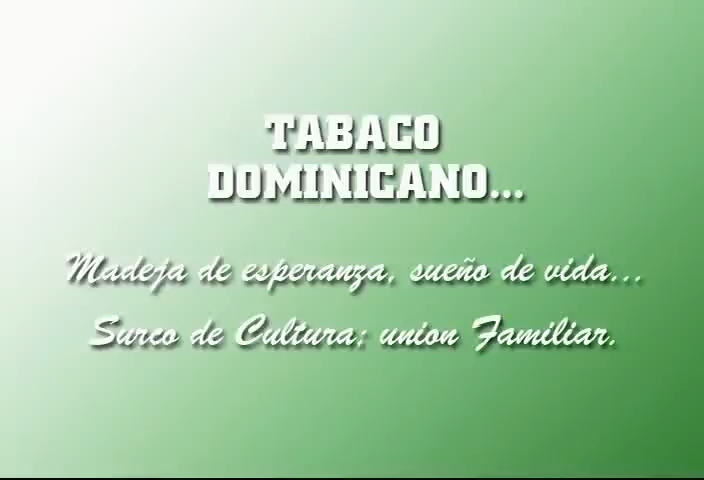 TABACO
DOMINICANO...
Madeja de esperanza, sueño de vida...
Surco de Cultura; union Familiar.